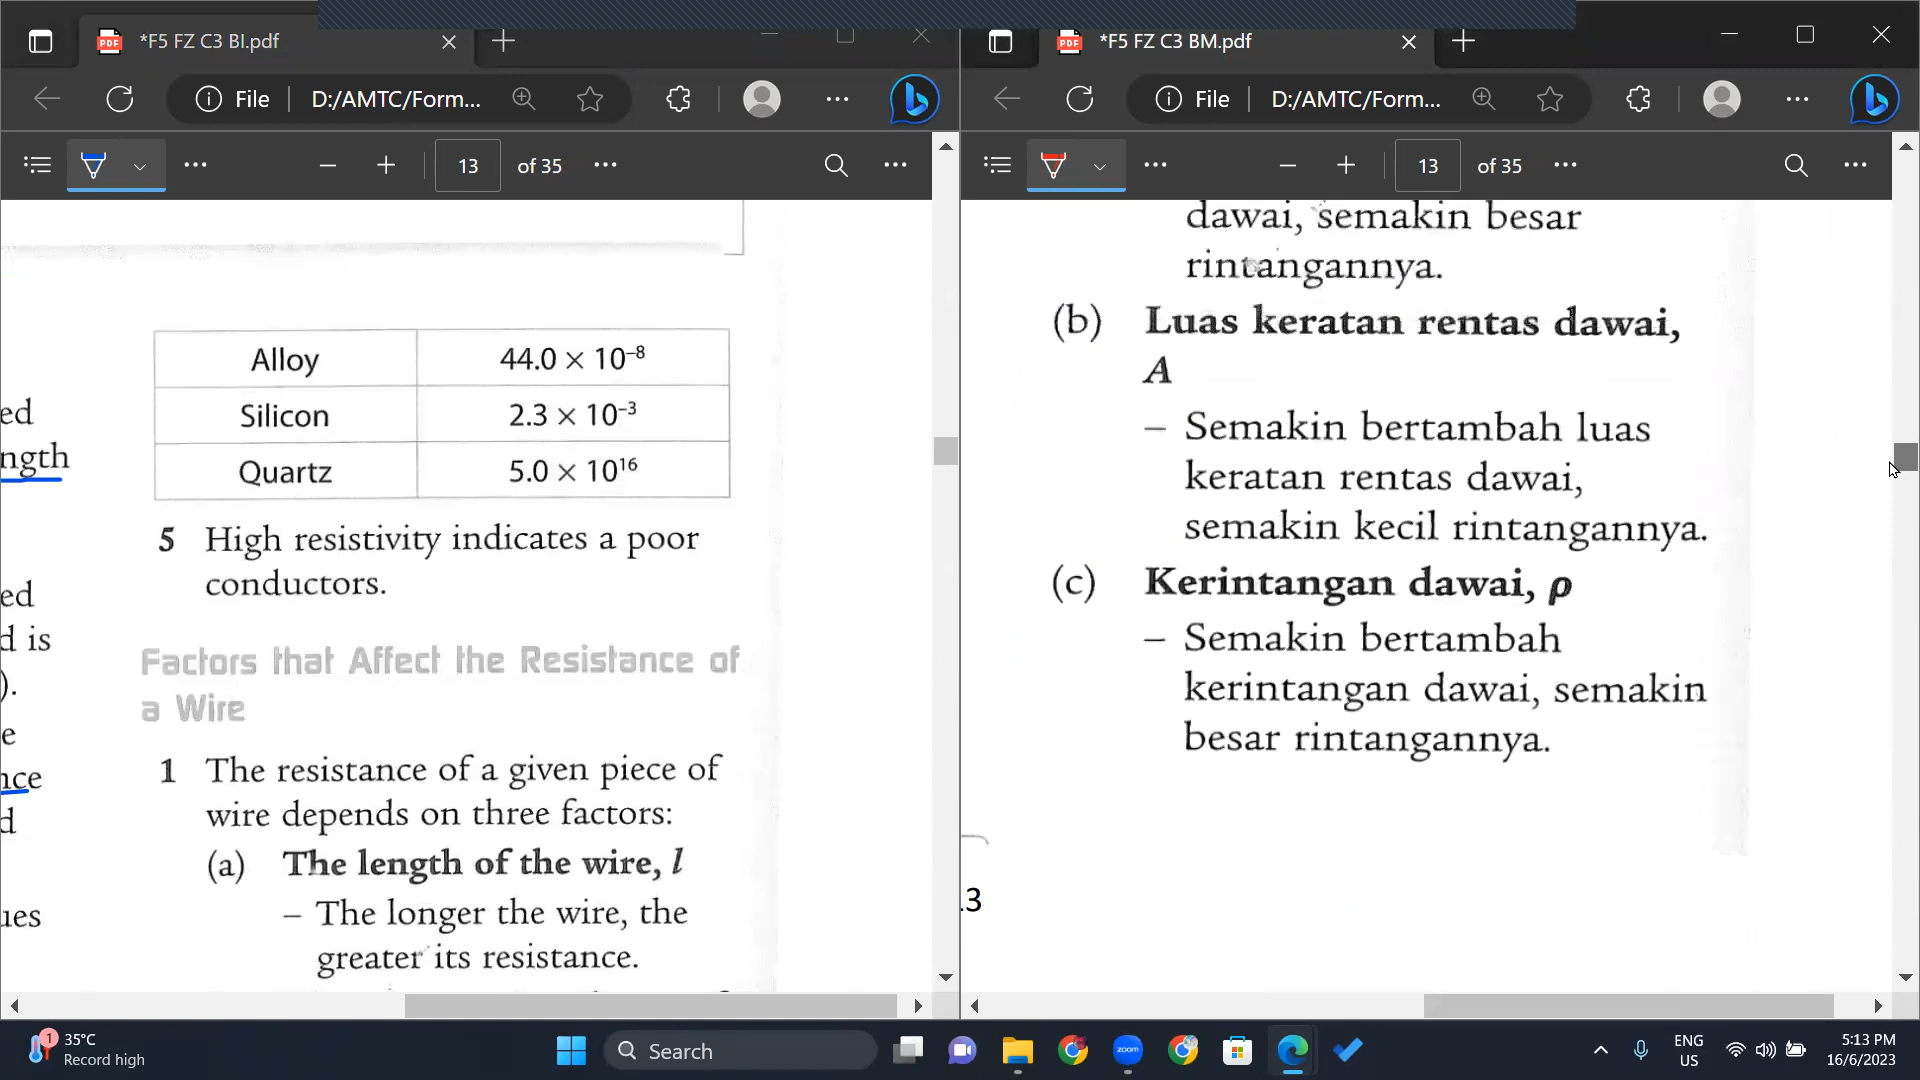 *F5 FZ C3 BI.pdf
File
D:/AMTC/Form...
13
of 35
ed
ngth
ed
d is
).
e
nce
d
ues
Alloy
44.0 × 10⁻⁸
Silicon
2.3 × 10⁻³
Quartz
5.0 × 10¹⁶
5 High resistivity indicates a poor
conductors.
Factors that Affect the Resistance of
a Wire
1 The resistance of a given piece of
wire depends on three factors:
(a) The length of the wire, l
– The longer the wire, the
greater its resistance.
*F5 FZ C3 BM.pdf
File
D:/AMTC/Form...
13
of 35
dawai, semakin besar
rintangannya.
(b) Luas keratan rentas dawai,
A
– Semakin bertambah luas
keratan rentas dawai,
semakin kecil rintangannya.
(c) Kerintangan dawai, ρ
– Semakin bertambah
kerintangan dawai, semakin
besar rintangannya.
.3
1
35°C
Record high
Search
zoom
ENG
US
5:13 PM
16/6/2023